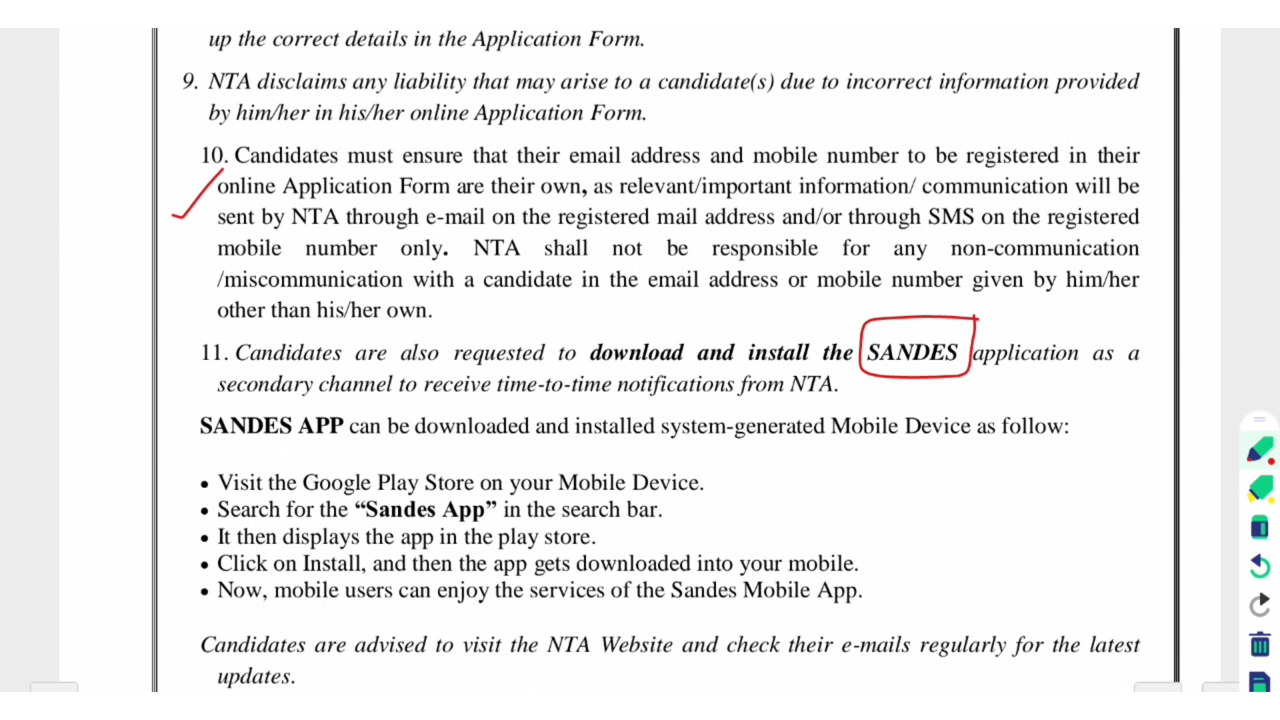 up the correct details in the Application Form.
9. NTA disclaims any liability that may arise to a candidate(s) due to incorrect information provided
by him/her in his/her online Application Form.
10. Candidates must ensure that their email address and mobile number to be registered in their
online Application Form are their own, as relevant/important information/ communication will be
sent by NTA through e-mail on the registered mail address and/or through SMS on the registered
mobile number only. NTA shall not be responsible for any non-communication
/miscommunication with a candidate in the email address or mobile number given by him/her
other than his/her own.
11. Candidates are also requested to download and install the SANDES application as a
secondary channel to receive time-to-time notifications from NTA.
SANDES APP can be downloaded and installed system-generated Mobile Device as follow:
• Visit the Google Play Store on your Mobile Device.
• Search for the “Sandes App” in the search bar.
• It then displays the app in the play store.
• Click on Install, and then the app gets downloaded into your mobile.
• Now, mobile users can enjoy the services of the Sandes Mobile App.
Candidates are advised to visit the NTA Website and check their e-mails regularly for the latest
updates.